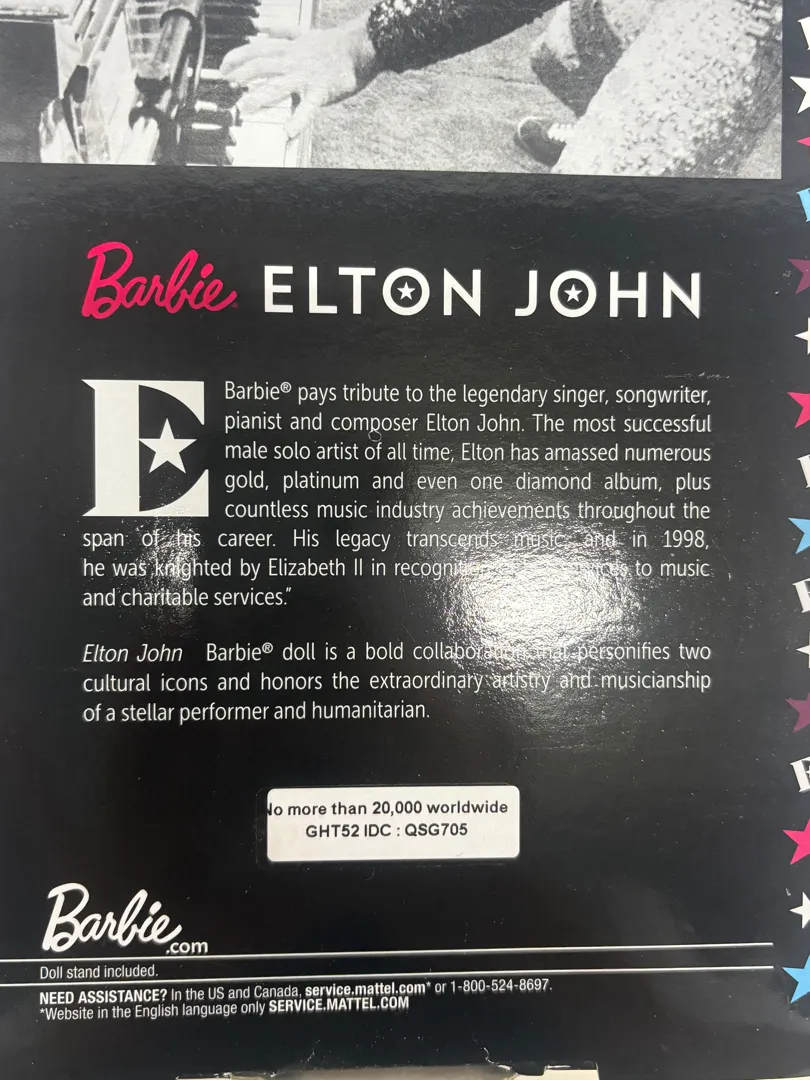 Barbie® ELTON JOHN
Barbie® pays tribute to the legendary singer, songwriter,
pianist and composer Elton John. The most successful
male solo artist of all time, Elton has amassed numerous
gold, platinum and even one diamond album, plus
countless music industry achievements throughout the
span of his career. His legacy transcends music and in 1998,
he was knighted by Elizabeth II in recognition services to music
and charitable services."
Elton John Barbie® doll is a bold collaboration that personifies two
cultural icons and honors the extraordinary artistry and musicianship
of a stellar performer and humanitarian.
No more than 20,000 worldwide
GHT52 IDC : QSG705
Barbie.com
Doll stand included.
NEED ASSISTANCE? In the US and Canada, service.mattel.com* or 1-800-524-8697.
*Website in the English language only SERVICE.MATTEL.COM